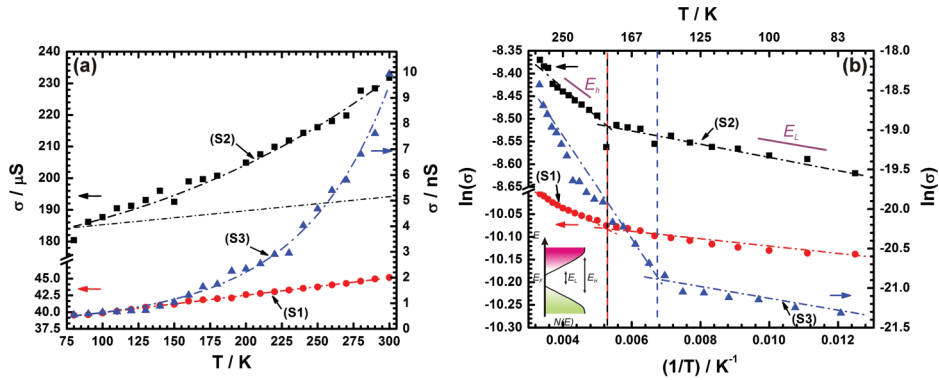 (a)
240
230
220
210
200
190
180
45.0
42.5
40.0
37.5
σ / μS
(S2)
(S3)
(S1)
10
9
8
7
6
5
4
3
2
1
0
σ / nS
75 100 125 150 175 200 225 250 275 300
T / K
T / K
250 167 125 100 83
(b)
-8.35
-8.40
-8.45
-8.50
-8.55
-8.60
-8.65
-10.05
-10.10
-10.15
-10.20
-10.25
-10.30
ln(σ)
E_h
E_L
(S2)
(S1)
(S3)
E
E_F
E_L
E_H
N(E)
-18.0
-18.5
-19.0
-19.5
-20.0
-20.5
-21.0
-21.5
ln(σ)
0.004 0.006 0.008 0.010 0.012
(1/T) / K⁻¹